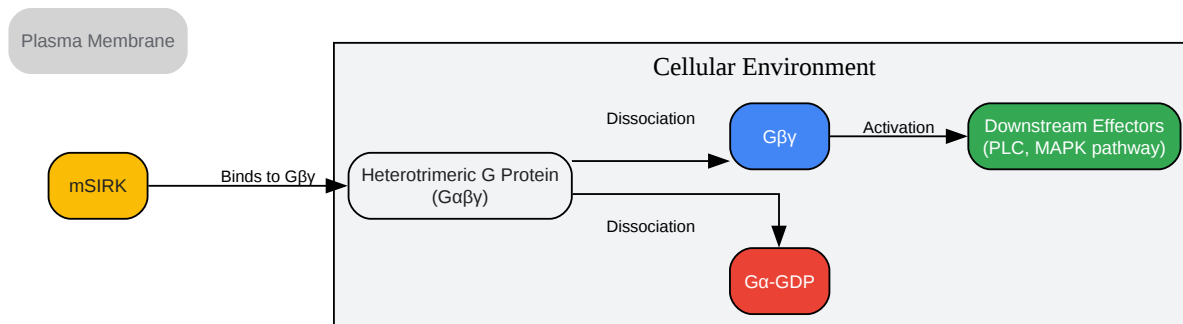 Plasma Membrane
Cellular Environment
mSIRK
Binds to Gβγ
Heterotrimeric G Protein
(Gαβγ)
Dissociation
Gβγ
Activation
Downstream Effectors
(PLC, MAPK pathway)
Dissociation
Gα-GDP